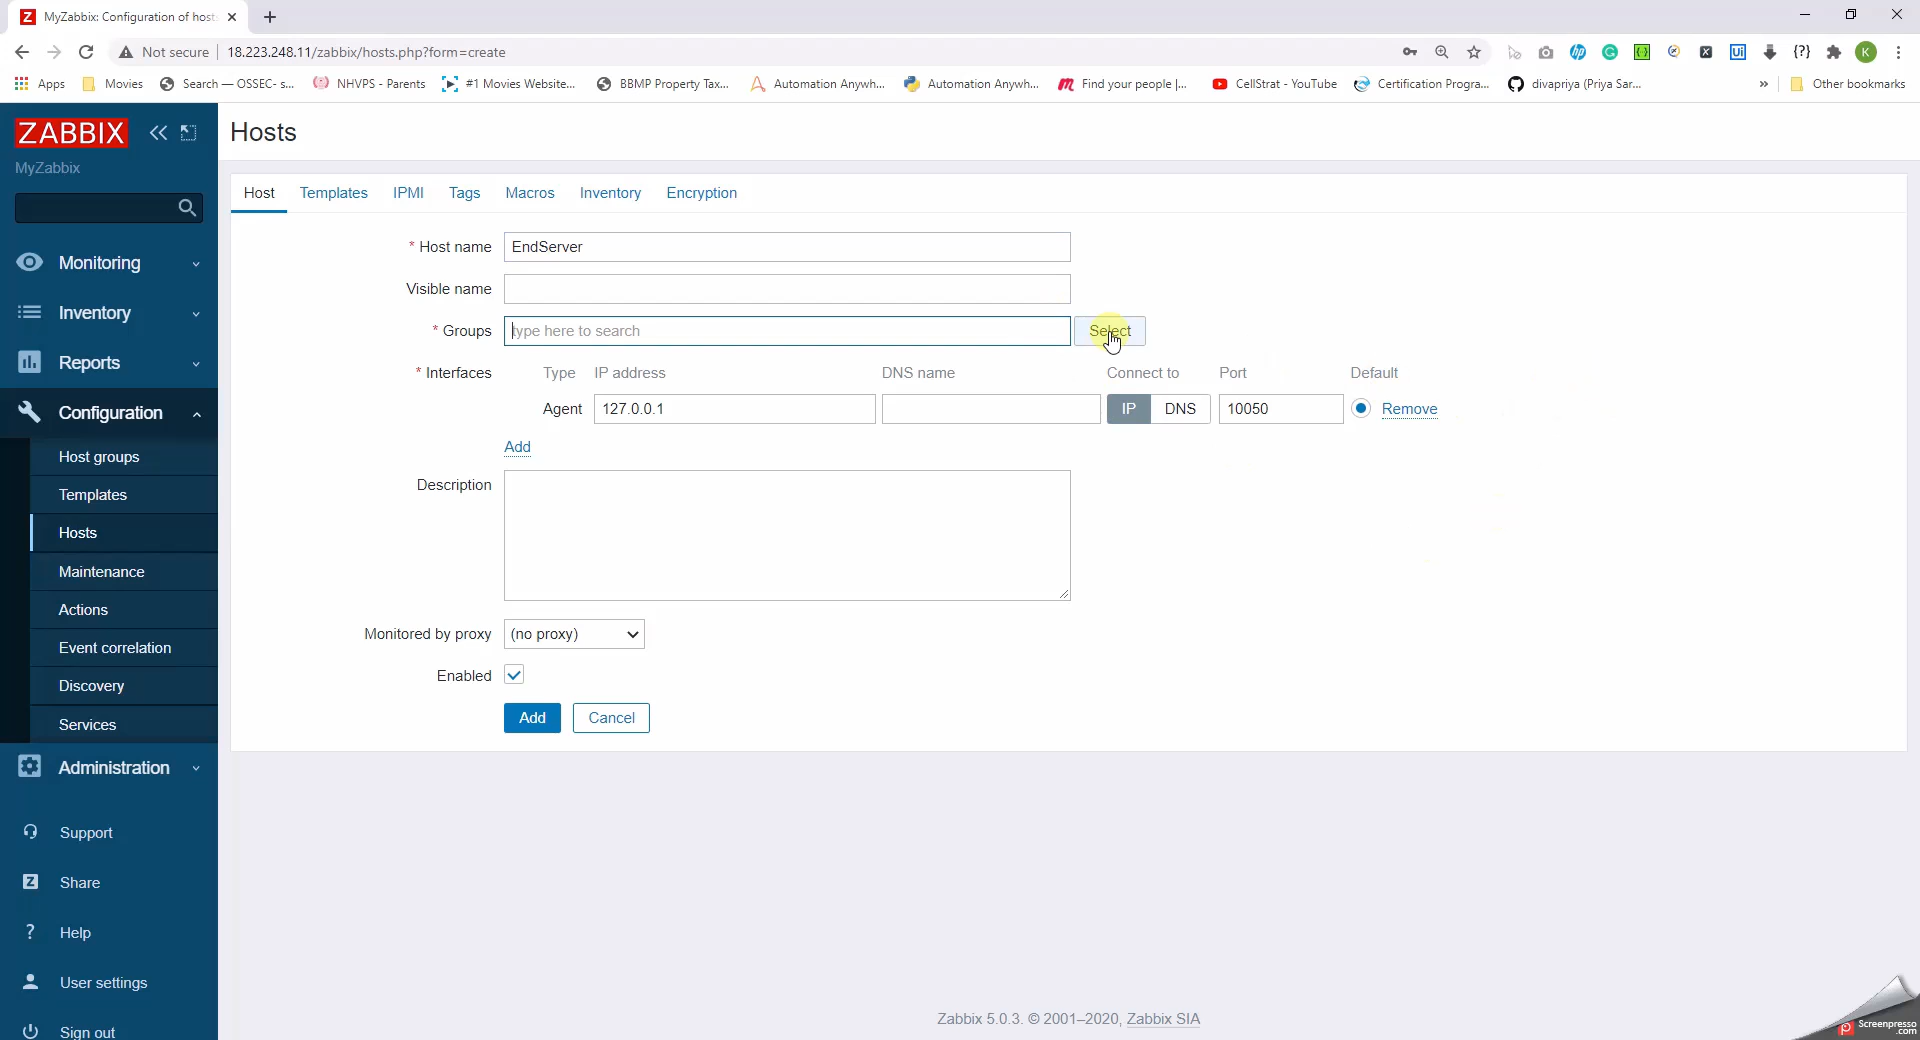 MyZabbix: Configuration of hosts
Not secure 18.223.248.11/zabbix/hosts.php?form=create
K
Apps Movies Search — OSSEC- s... NHVPS - Parents #1 Movies Website... BBMP Property Tax... Automation Anywh... Automation Anywh... Find your people |... CellStrat - YouTube Certification Progra... divapriya (Priya Sar... » Other bookmarks
ZABBIX
MyZabbix
Monitoring
Inventory
Reports
Configuration
Host groups
Templates
Hosts
Maintenance
Actions
Event correlation
Discovery
Services
Administration
Support
Share
Help
User settings
Sign out
Hosts
Host Templates IPMI Tags Macros Inventory Encryption
* Host name EndServer
Visible name
* Groups type here to search Select
* Interfaces Type IP address DNS name Connect to Port Default
Agent 127.0.0.1 IP DNS 10050 Remove
Add
Description
Monitored by proxy (no proxy)
Enabled
Add Cancel
Zabbix 5.0.3. © 2001–2020, Zabbix SIA
Screenpresso
.com